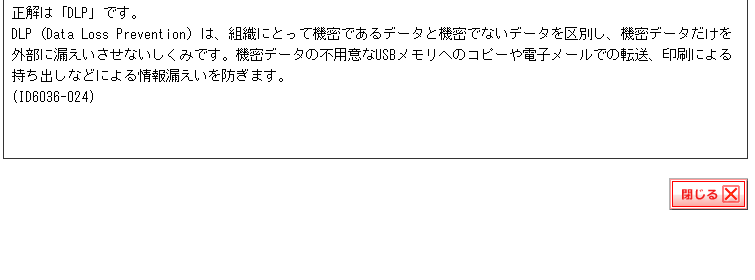 正解は「DLP」です。
DLP (Data Loss Prevention) は、組織にとって機密であるデータと機密でないデータを区別し、機密データだけを
外部に漏えいさせないしくみです。機密データの不用意なUSBメモリへのコピーや電子メールでの転送、印刷による
持ち出しなどによる情報漏えいを防ぎます。
(ID6036-024)
閉じる